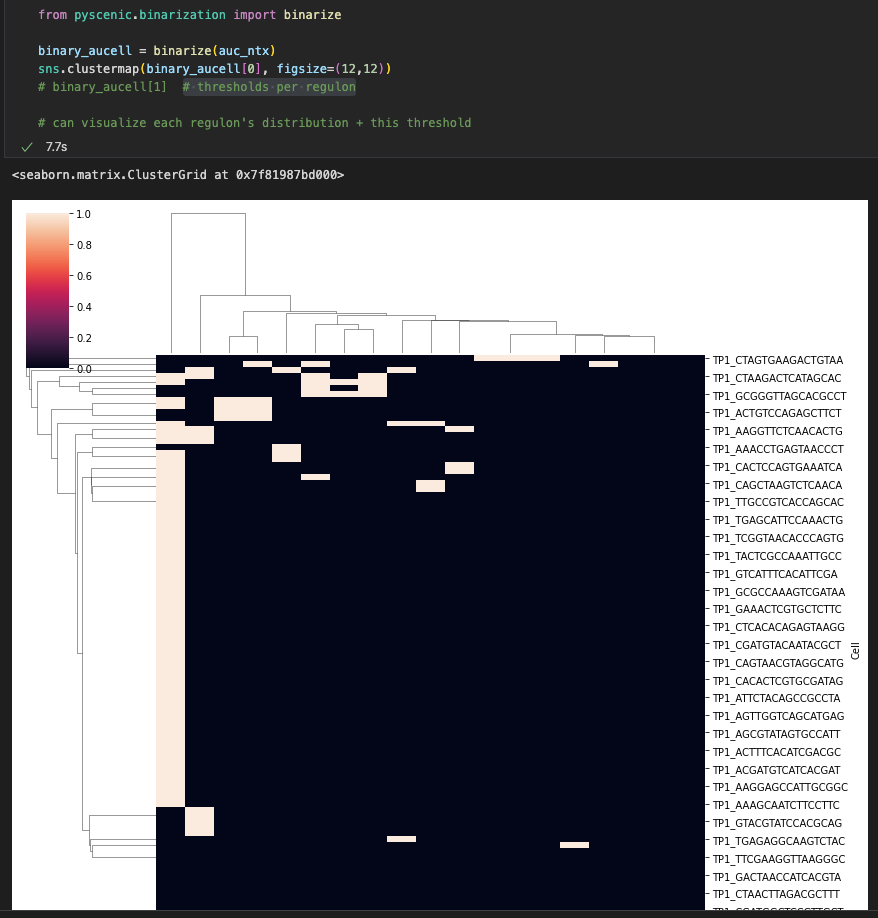 from pyscenic.binarization import binarize
binary_aucell = binarize(auc_ntx)
sns.clustermap(binary_aucell[0], figsize=(12,12))
# binary_aucell[1]  # thresholds per regulon
# can visualize each regulon's distribution + this threshold
7.7s
<seaborn.matrix.ClusterGrid at 0x7f81987bd000>
1.0
0.8
0.6
0.4
0.2
0.0
TP1_CTAGTGAAGACTGTAA
TP1_CTAAGACTCATAGCAC
TP1_GCGGGTTAGCACGCCT
TP1_ACTGTCCAGAGCTTCT
TP1_AAGGTTCTCAACACTG
TP1_AAACCTGAGTAACCCT
TP1_CACTCCAGTGAAATCA
TP1_CAGCTAAGTCTCAACA
TP1_TTGCCGTCACCAGCAC
TP1_TGAGCATTCCAAACTG
TP1_TCGGTAACACCCAGTG
TP1_TACTCGCCAAATTGCC
TP1_GTCATTTCACATTCGA
TP1_GCGCCAAAGTCGATAA
TP1_GAAACTCGTGCTCTTC
TP1_CTCACACAGAGTAAGG
TP1_CGATGTACAATACGCT
TP1_CAGTAACGTAGGCATG
TP1_CACACTCGTGCGATAG
TP1_ATTCTACAGCCGCCTA
TP1_AGTTGGTCAGCATGAG
TP1_AGCGTATAGTGCCATT
TP1_ACTTTCACATCGACGC
TP1_ACGATGTCATCACGAT
TP1_AAGGAGCCATTGCGGC
TP1_AAAGCAATCTTCCTTC
TP1_GTACGTATCCACGCAG
TP1_TGAGAGGCAAGTCTAC
TP1_TTCGAAGGTTAAGGGC
TP1_GACTAACCATCACGTA
TP1_CTAACTTAGACGCTTT
Cell